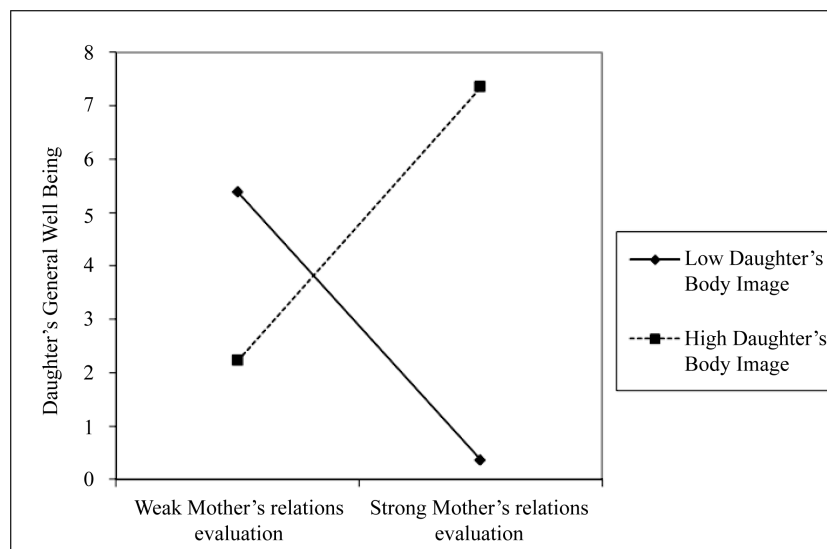 8
7
6
5
4
3
2
1
0
Daughter's General Well Being
Weak Mother's relations
evaluation
Strong Mother's relations
evaluation
Low Daughter's
Body Image
High Daughter's
Body Image